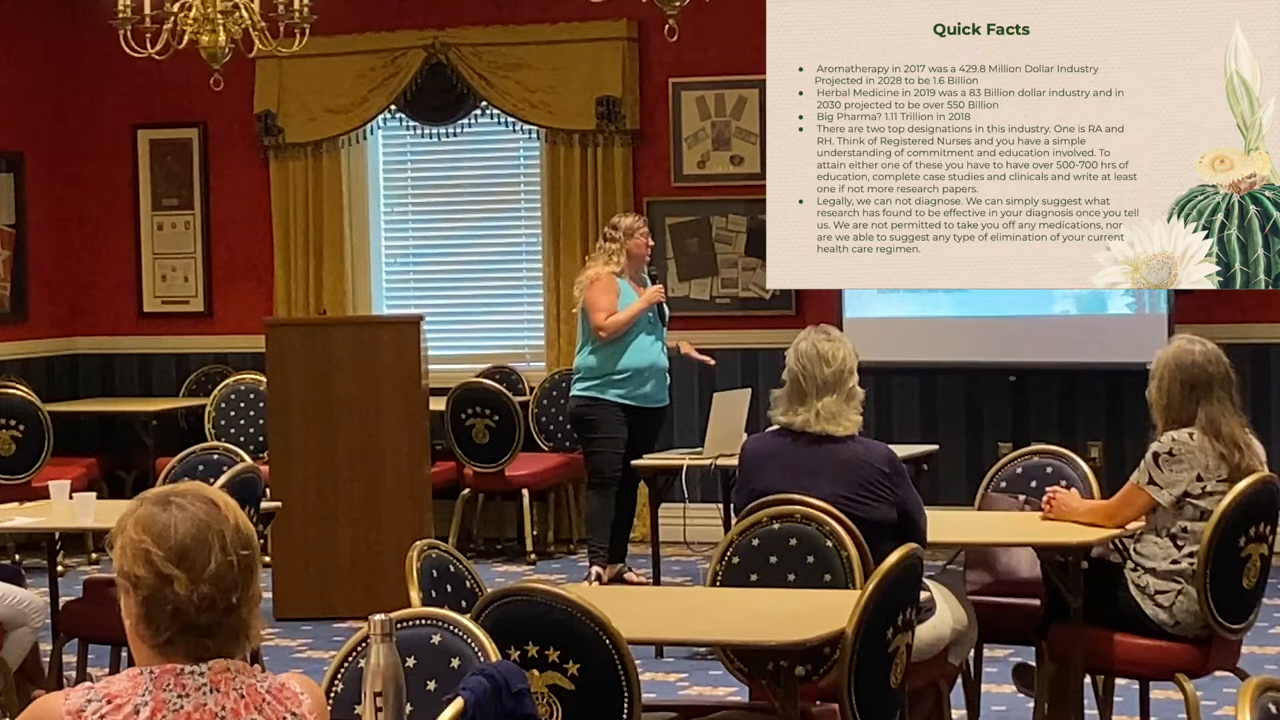 Quick Facts
● Aromatherapy in 2017 was a 429.8 Million Dollar Industry
Projected in 2028 to be 1.6 Billion
● Herbal Medicine in 2019 was a 83 Billion dollar industry and in
2030 projected to be over 550 Billion
● Big Pharma? 1.11 Trillion in 2018
● There are two top designations in this industry. One is RA and
RH. Think of Registered Nurses and you have a simple
understanding of commitment and education involved. To
attain either one of these you have to have over 500-700 hrs of
education, complete case studies and clinicals and write at least
one if not more research papers.
● Legally, we can not diagnose. We can simply suggest what
research has found to be effective in your diagnosis once you tell
us. We are not permitted to take you off any medications, nor
are we able to suggest any type of elimination of your current
health care regimen.